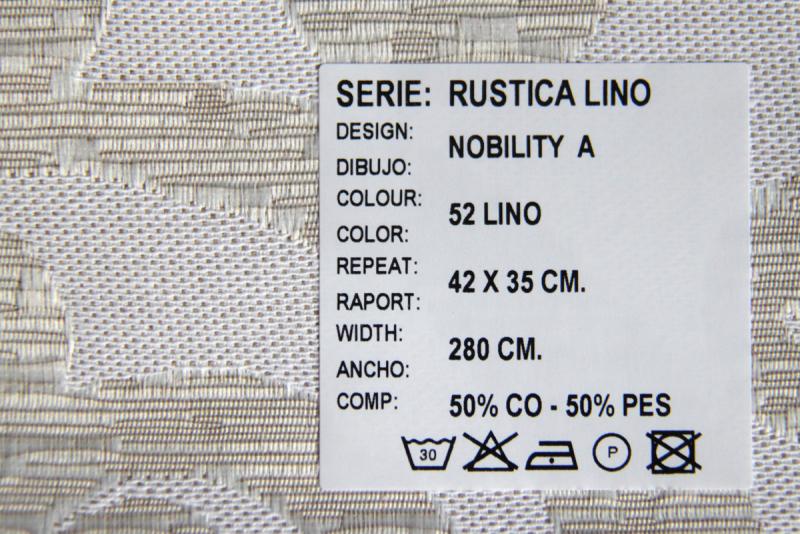 SERIE: RUSTICA LINO
DESIGN:
NOBILITY A
DIBUJO:
COLOUR:
52 LINO
COLOR:
REPEAT:
42 X 35 CM.
RAPORT:
WIDTH:
280 CM.
ANCHO:
COMP: 50% CO - 50% PES
30 P